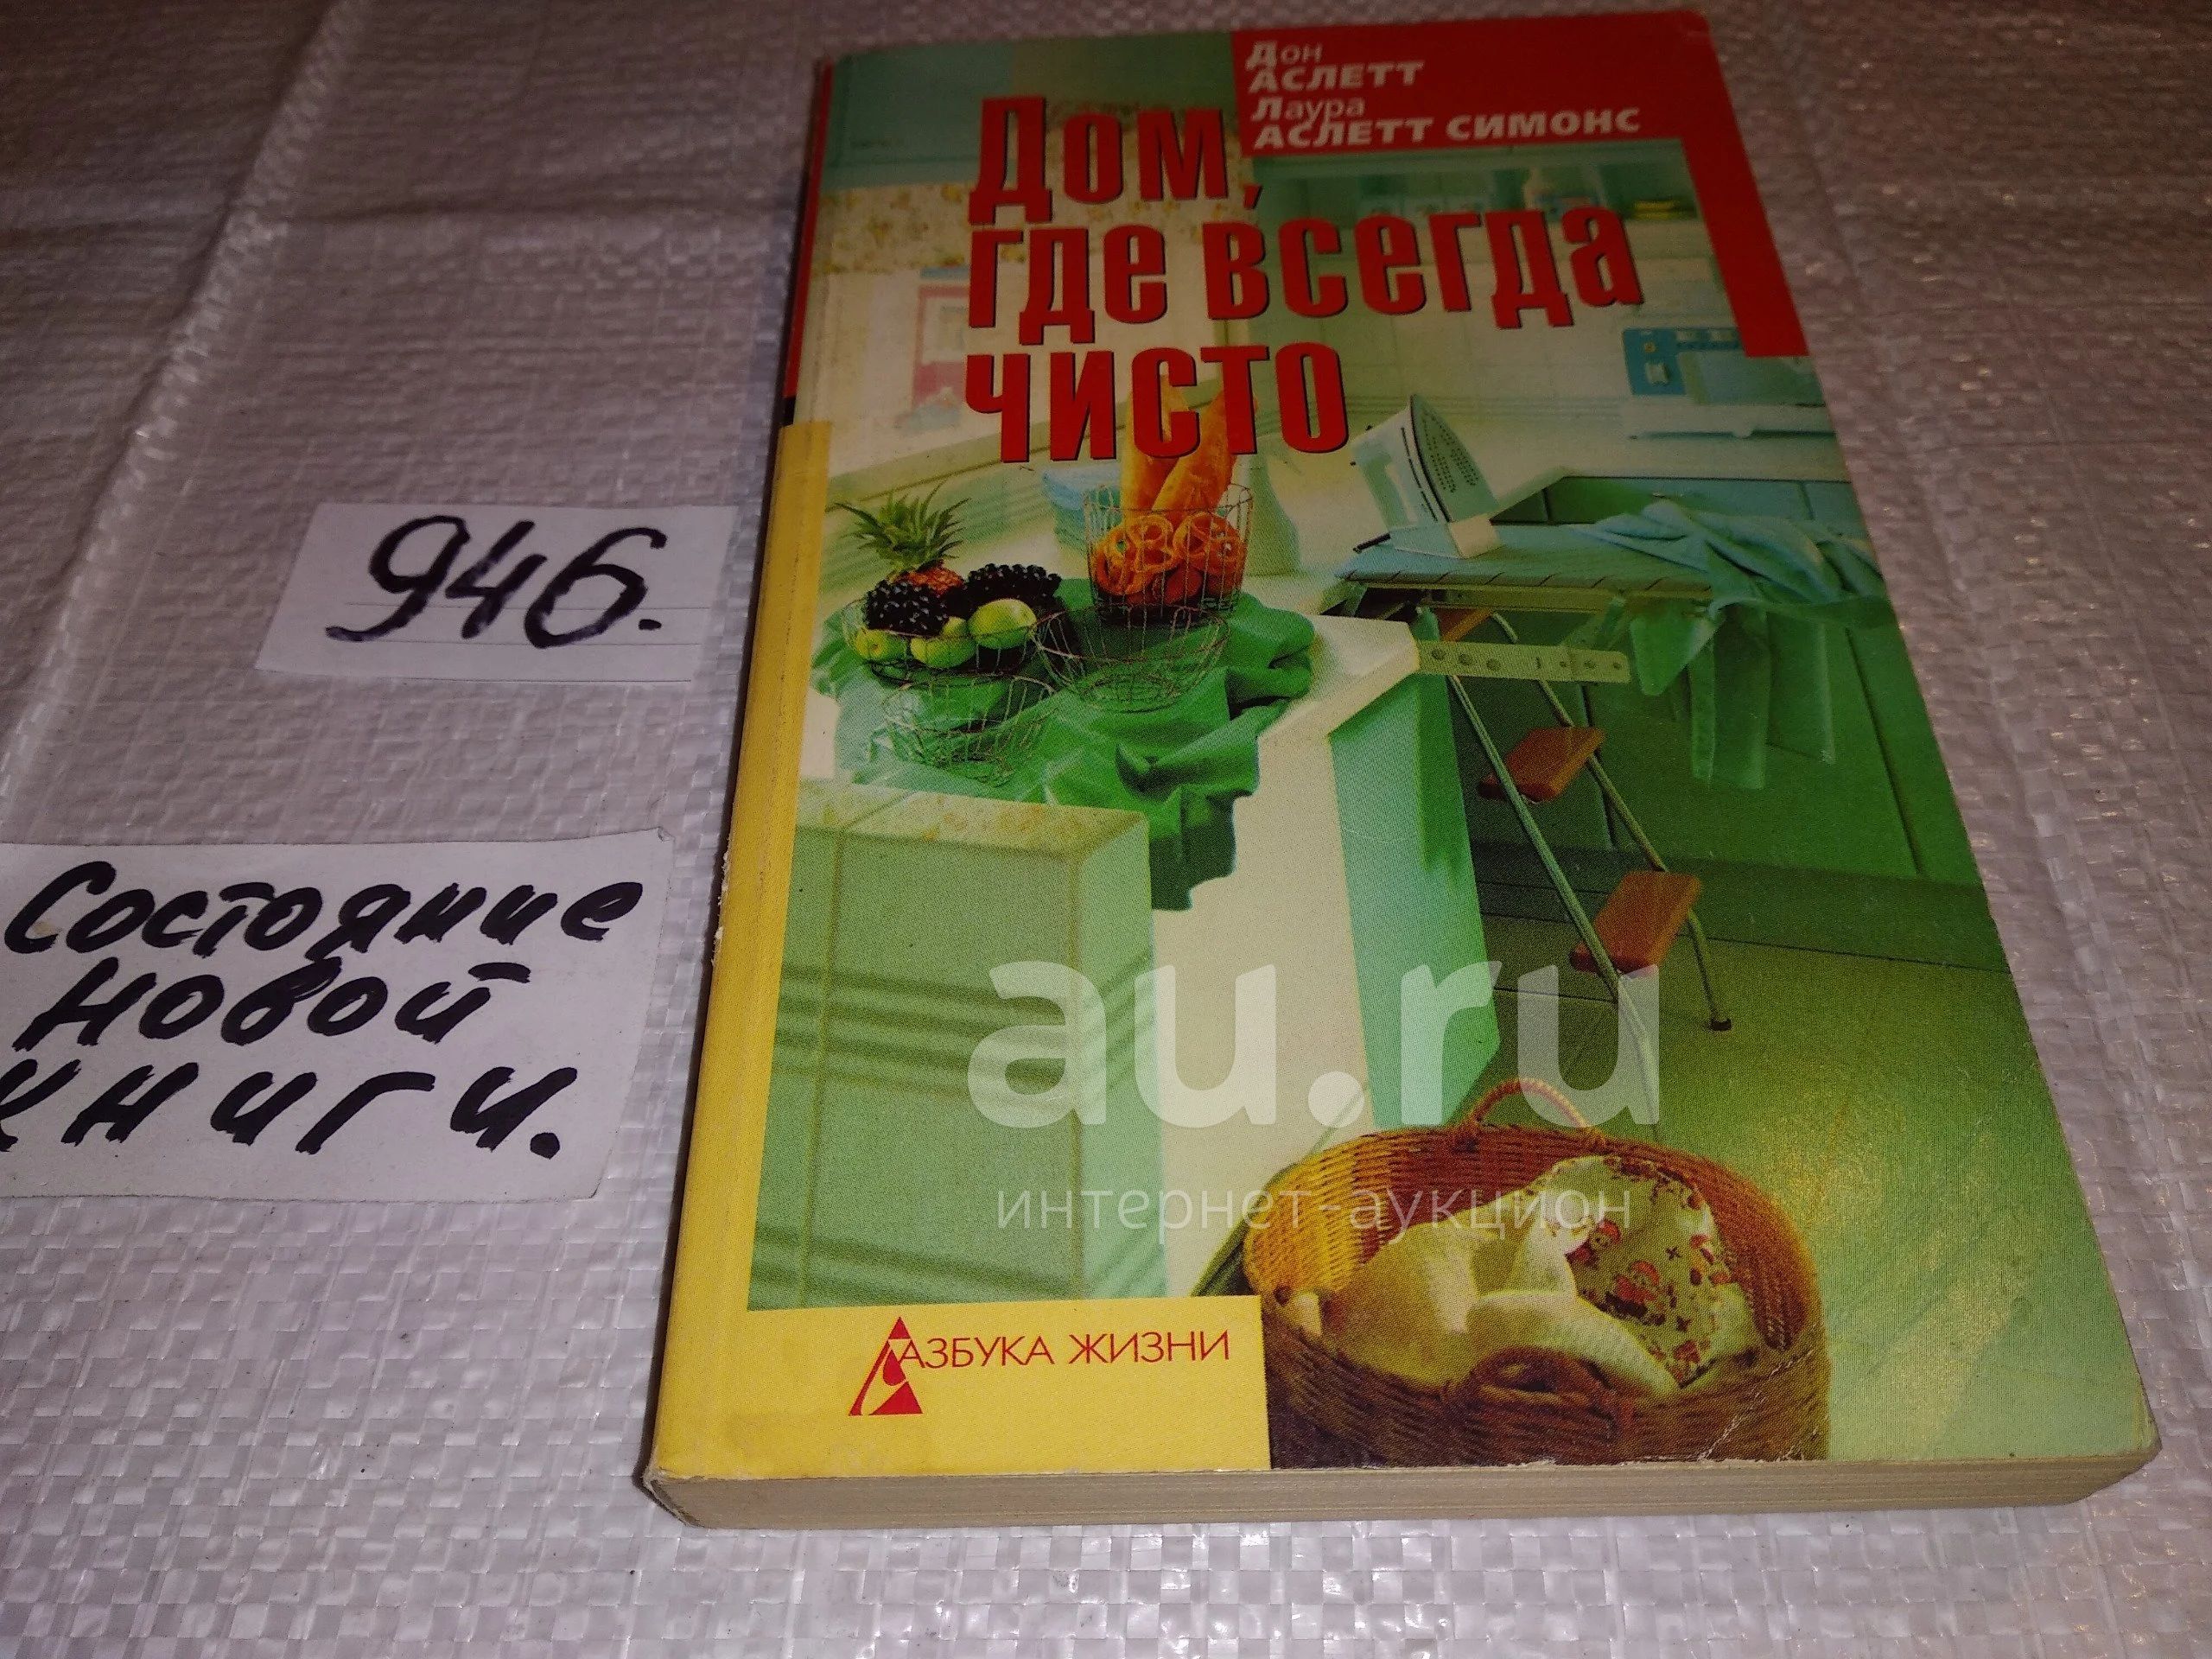 Дон
АСЛЕТТ
Лаура
АСЛЕТТ СИМОНС
Дом,
где всегда
чисто
946.
Состояние
новой
книги.
au.ru
интернет-аукцион
АЗБУКА ЖИЗНИ